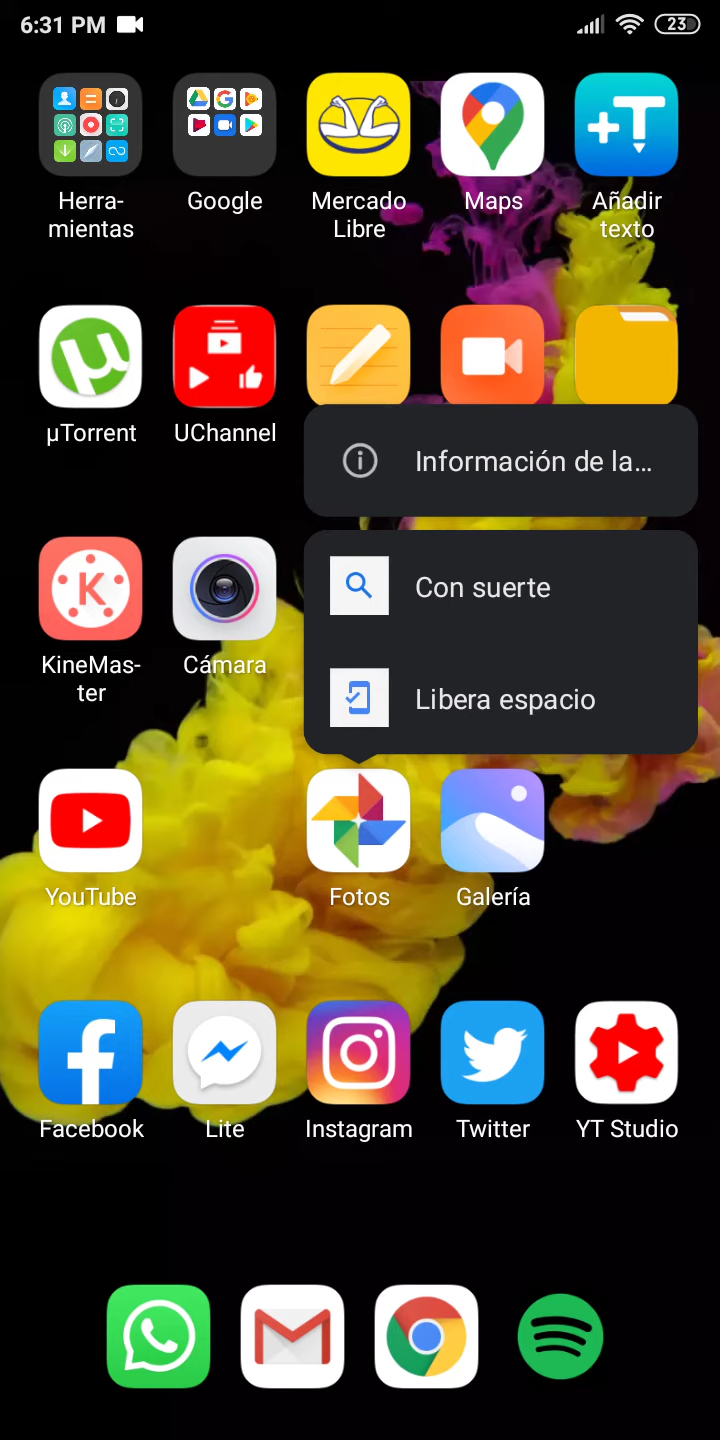 6:31 PM
23
Herra-
mientas
Google
Mercado
Libre
Maps
+T
Añadir
texto
µ
µTorrent
UChannel
Información de la...
K
KineMas-
ter
Cámara
Con suerte
Libera espacio
YouTube
Fotos
Galería
Facebook
Lite
Instagram
Twitter
YT Studio